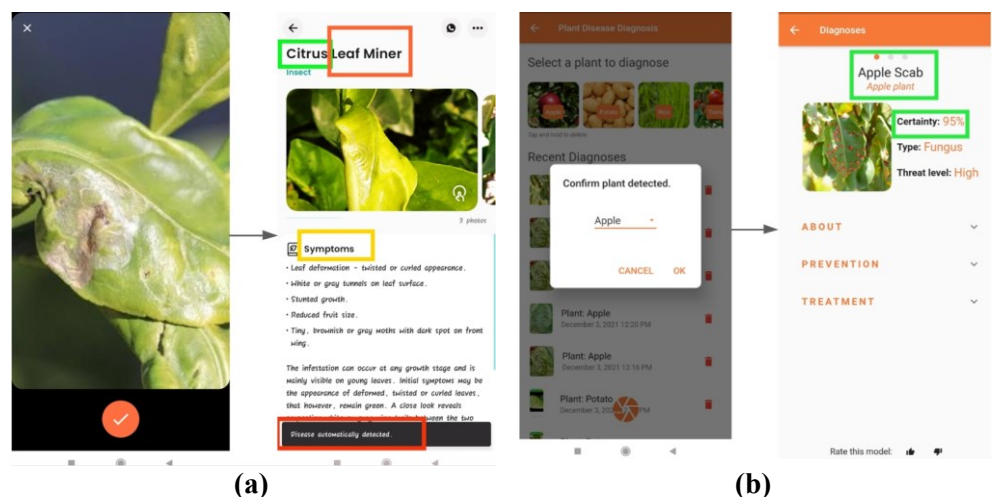 Citrus Leaf Miner
Insect
3 photos
Symptoms
• Leaf deformation - twisted or curled appearance.
• White or gray tunnels on leaf surface.
• Stunted growth.
• Reduced fruit size.
• Tiny, brownish or gray moths with dark spot on front
wing.
The infestation can occur at any growth stage and is
mainly visible on young leaves. Initial symptoms may be
the appearance of deformed, twisted or curled leaves,
that however, remain green. A close look reveals
between the two
Disease automatically detected.
(a)
Plant Disease Diagnosis
Select a plant to diagnose
Tap and hold to delete
Recent Diagnoses
Confirm plant detected.
Apple
CANCEL OK
Plant: Apple
December 3, 2021 12:20 PM
Plant: Apple
December 3, 2021 12:16 PM
Plant: Potato
December 3, PM
Diagnoses
Apple Scab
Apple plant
Certainty: 95%
Type: Fungus
Threat level: High
ABOUT
PREVENTION
TREATMENT
Rate this model:
(b)